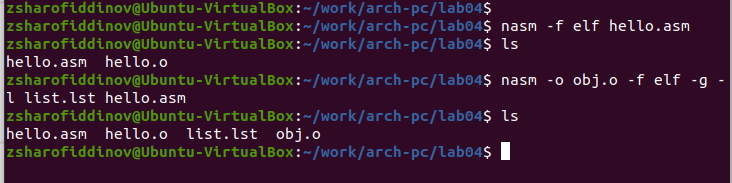 zsharofiddinov@Ubuntu-VirtualBox:~/work/arch-pc/lab04$
zsharofiddinov@Ubuntu-VirtualBox:~/work/arch-pc/lab04$ nasm -f elf hello.asm
zsharofiddinov@Ubuntu-VirtualBox:~/work/arch-pc/lab04$ ls
hello.asm  hello.o
zsharofiddinov@Ubuntu-VirtualBox:~/work/arch-pc/lab04$ nasm -o obj.o -f elf -g -
l list.lst hello.asm
zsharofiddinov@Ubuntu-VirtualBox:~/work/arch-pc/lab04$ ls
hello.asm  hello.o  list.lst  obj.o
zsharofiddinov@Ubuntu-VirtualBox:~/work/arch-pc/lab04$